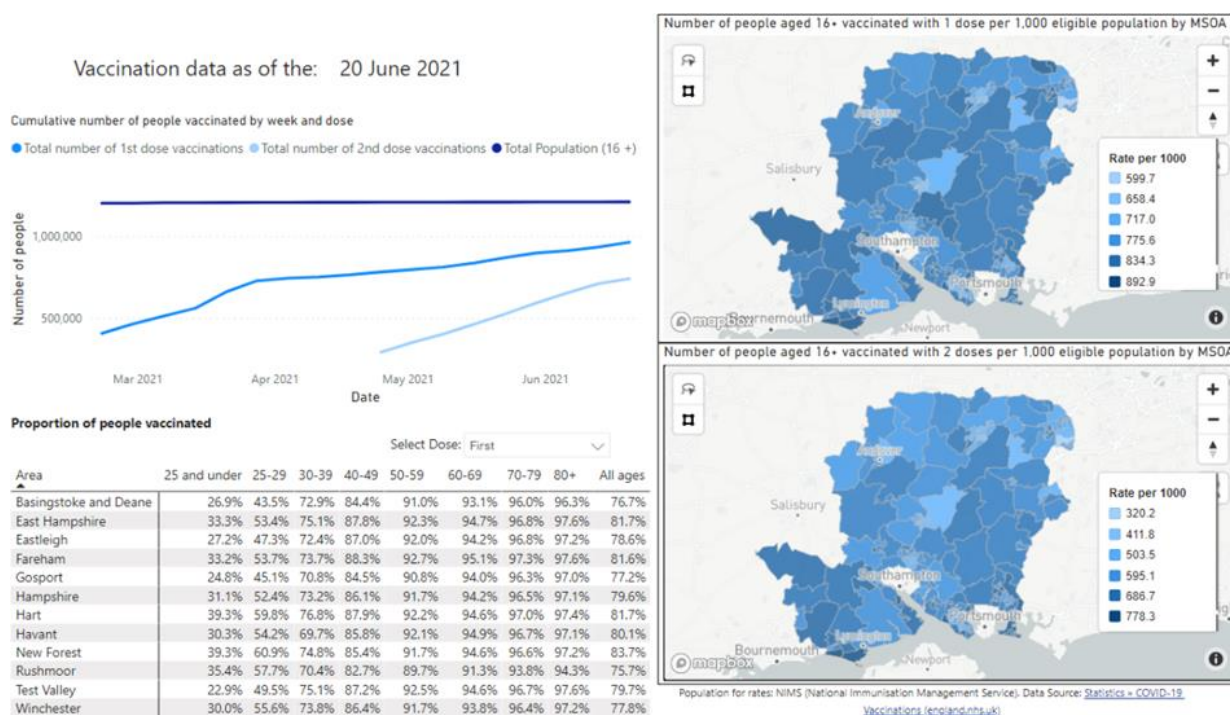 Vaccination data as of the: 20 June 2021
Cumulative number of people vaccinated by week and dose
Total number of 1st dose vaccinations Total number of 2nd dose vaccinations Total Population (16 +)
Number of people
1,000,000
500,000
Mar 2021 Apr 2021 May 2021 Jun 2021
Date
Proportion of people vaccinated
Select Dose: First
Area 25 and under 25-29 30-39 40-49 50-59 60-69 70-79 80+ All ages
Basingstoke and Deane 26.9% 43.5% 72.9% 84.4% 91.0% 93.1% 96.0% 96.3% 76.7%
East Hampshire 33.3% 53.4% 75.1% 87.8% 92.3% 94.7% 96.8% 97.6% 81.7%
Eastleigh 27.2% 47.3% 72.4% 87.0% 92.0% 94.2% 96.8% 97.2% 78.6%
Fareham 33.2% 53.7% 73.7% 88.3% 92.7% 95.1% 97.3% 97.6% 81.6%
Gosport 24.8% 45.1% 70.8% 84.5% 90.8% 94.0% 96.3% 97.0% 77.2%
Hampshire 31.1% 52.4% 73.2% 86.1% 91.7% 94.2% 96.5% 97.1% 79.6%
Hart 39.3% 59.8% 76.8% 87.9% 92.2% 94.6% 97.0% 97.4% 81.7%
Havant 30.3% 54.2% 69.7% 85.8% 92.1% 94.9% 96.7% 97.1% 80.1%
New Forest 39.3% 60.9% 74.8% 85.4% 91.7% 94.6% 96.6% 97.2% 83.7%
Rushmoor 35.4% 57.7% 70.4% 82.7% 89.7% 91.3% 93.8% 94.3% 75.7%
Test Valley 22.9% 49.5% 75.1% 87.2% 92.5% 94.6% 96.7% 97.6% 79.7%
Winchester 30.0% 55.6% 73.8% 86.4% 91.7% 93.8% 96.4% 97.2% 77.8%
Number of people aged 16+ vaccinated with 1 dose per 1,000 eligible population by MSOA
Andover
Salisbury
Southampton
Portsmouth
Lymington
Bournemouth
Newport
mapbox
Rate per 1000
599.7
658.4
717.0
775.6
834.3
892.9
Number of people aged 16+ vaccinated with 2 doses per 1,000 eligible population by MSOA
Andover
Salisbury
Southampton
Portsmouth
Lymington
Bournemouth
Newport
mapbox
Rate per 1000
320.2
411.8
503.5
595.1
686.7
778.3
Population for rates: NIMS (National Immunisation Management Service). Data Source: Statistics » COVID-19
Vaccinations (england.nhs.uk)